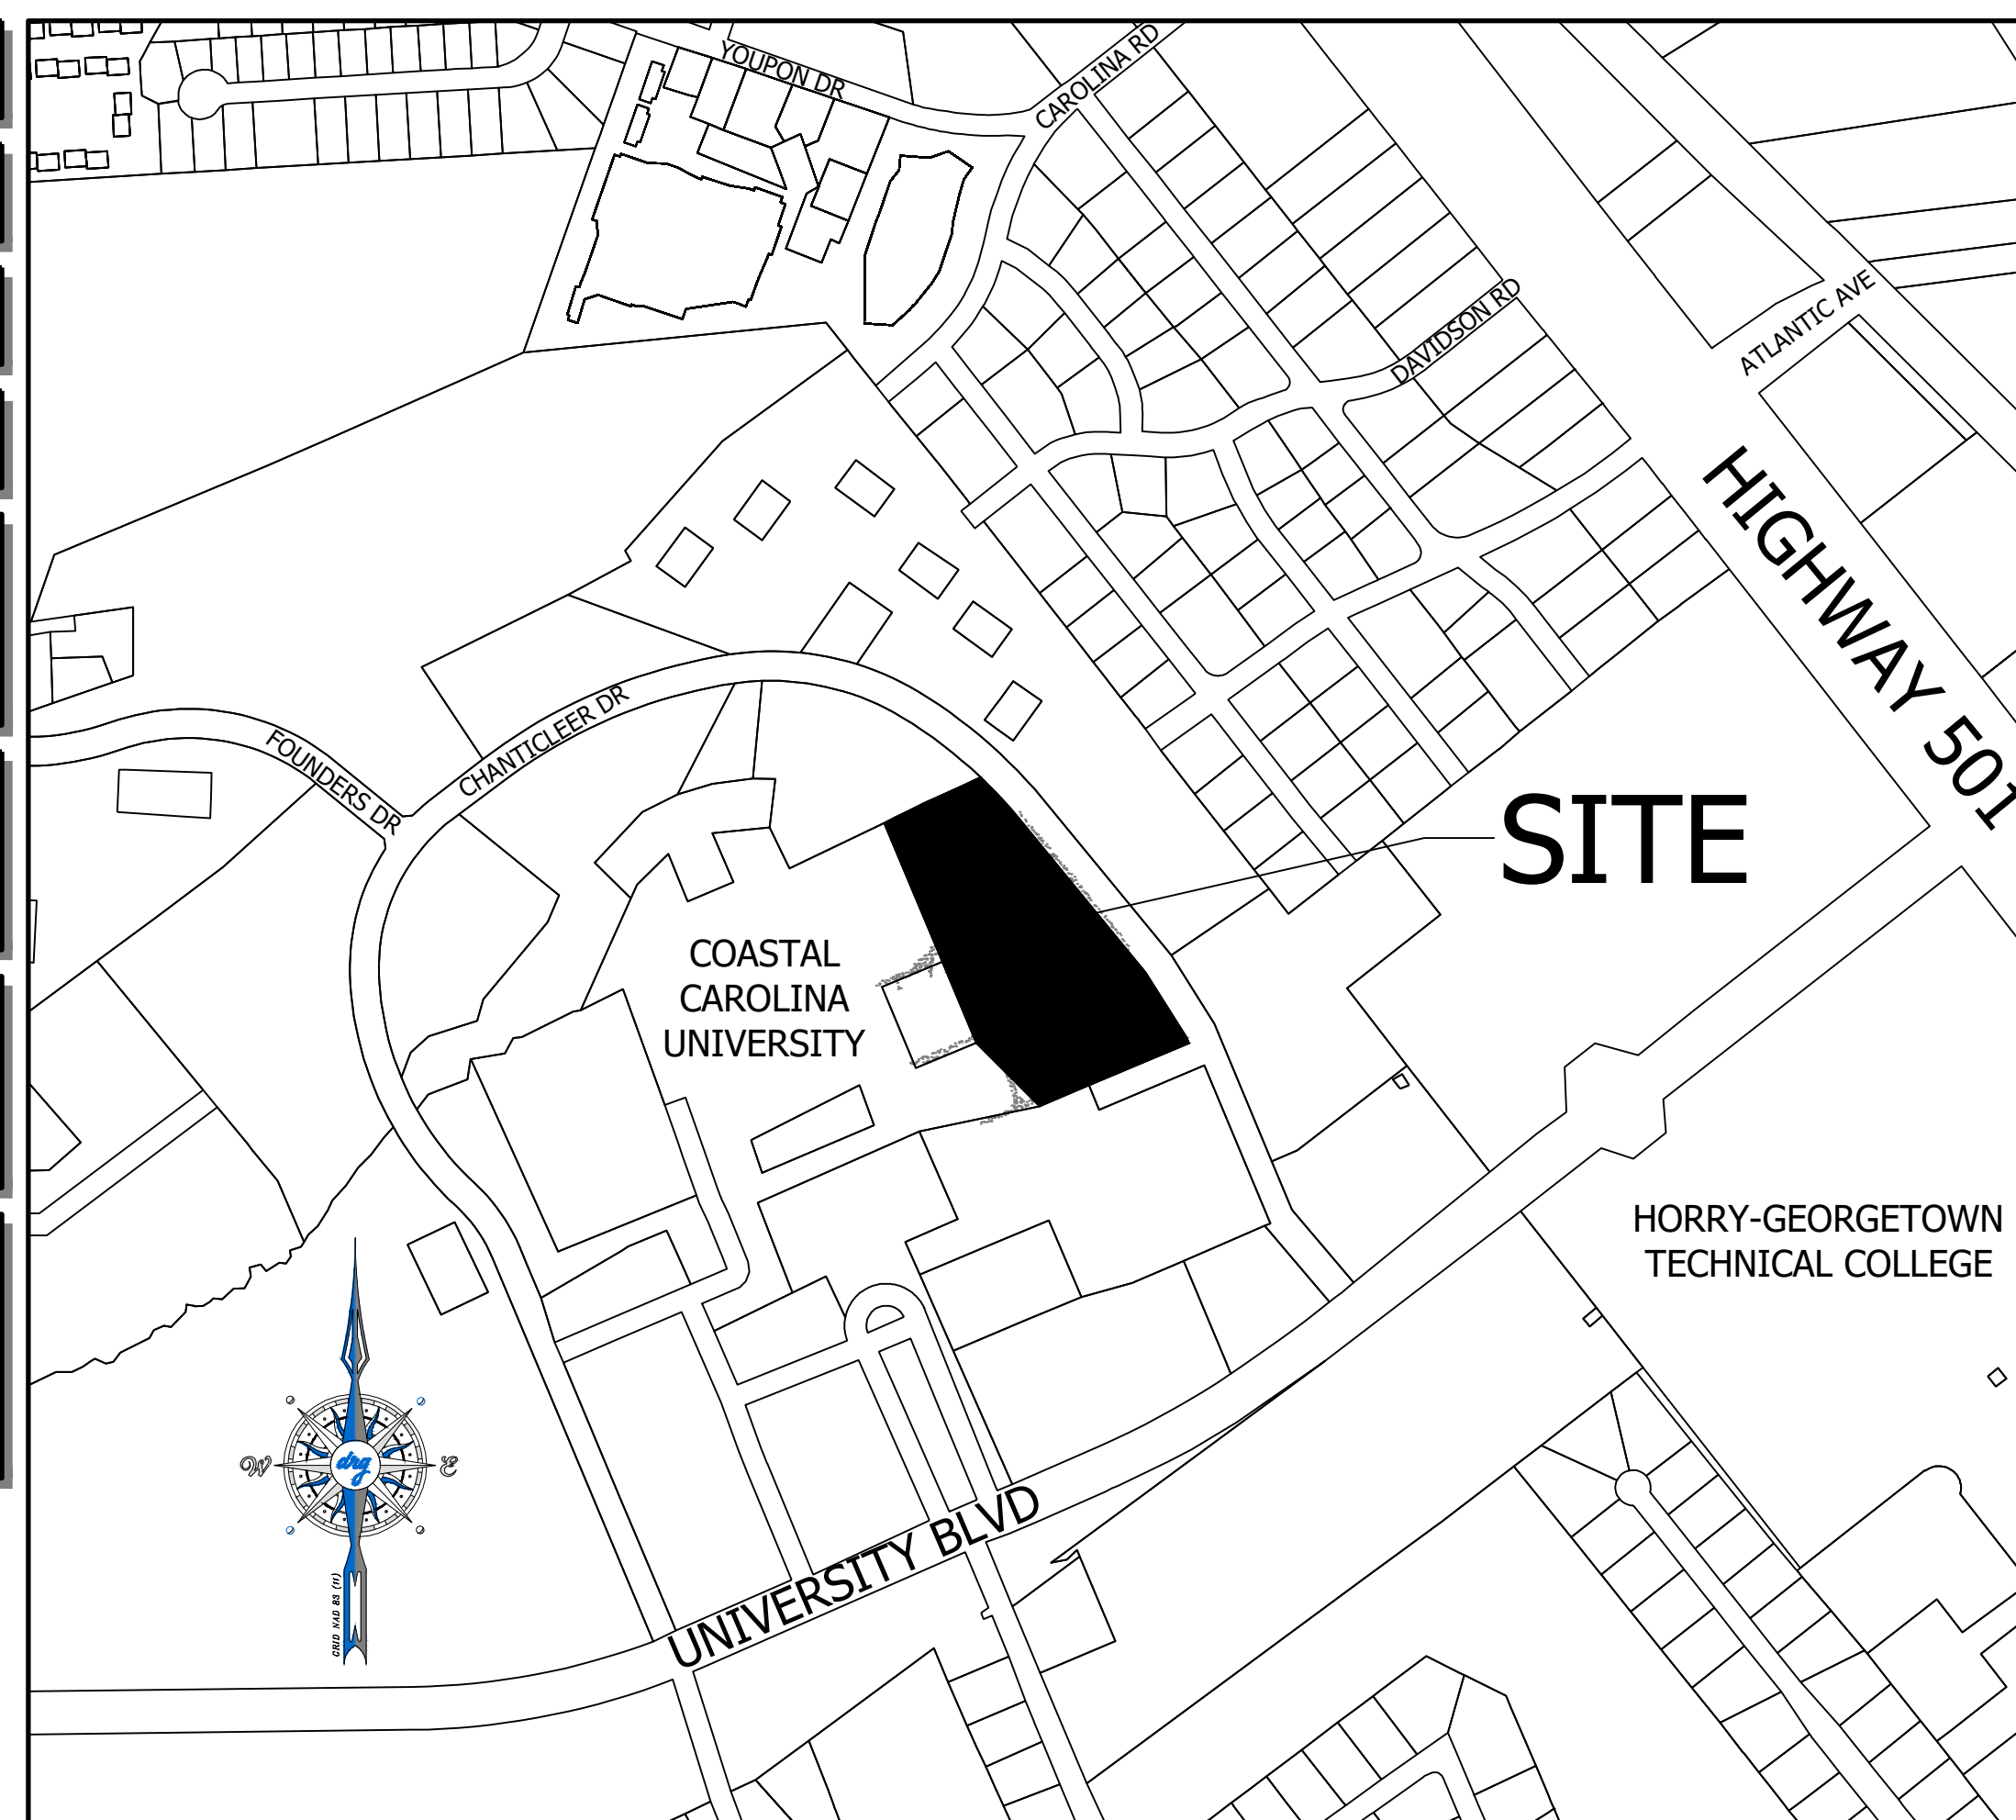 YOUPON DR
CAROLINA RD
DAVIDSON RD
ATLANTIC AVE
HIGHWAY 501
FOUNDERS DR
CHANTICLEER DR
SITE
COASTAL
CAROLINA
UNIVERSITY
HORRY-GEORGETOWN
TECHNICAL COLLEGE
W
drg
E
GRID NAD 83 (11)
UNIVERSITY BLVD